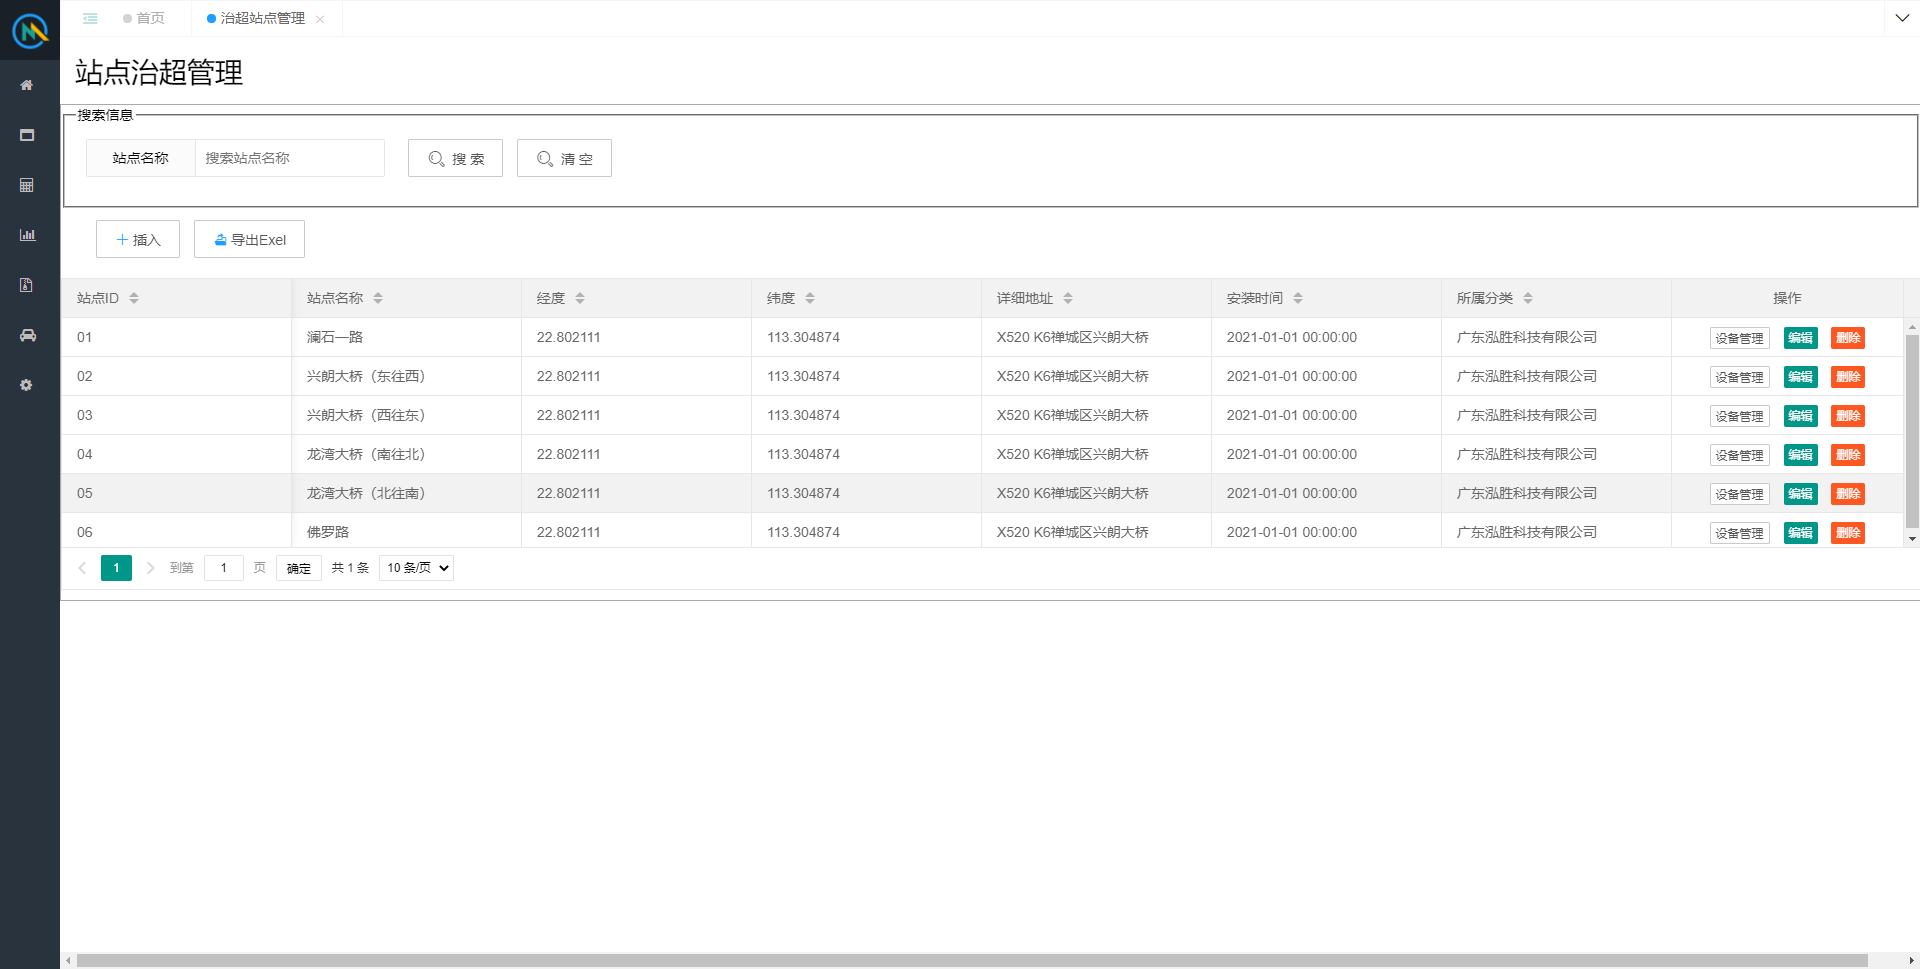 首页 治超站点管理
站点治超管理
搜索信息
站点名称 搜索站点名称 搜 索 清 空
插入 导出Exel
站点ID 站点名称 经度 纬度 详细地址 安装时间 所属分类 操作
01 澜石一路 22.802111 113.304874 X520 K6禅城区兴朗大桥 2021-01-01 00:00:00 广东泓胜科技有限公司 设备管理 编辑 删除
02 兴朗大桥（东往西） 22.802111 113.304874 X520 K6禅城区兴朗大桥 2021-01-01 00:00:00 广东泓胜科技有限公司 设备管理 编辑 删除
03 兴朗大桥（西往东） 22.802111 113.304874 X520 K6禅城区兴朗大桥 2021-01-01 00:00:00 广东泓胜科技有限公司 设备管理 编辑 删除
04 龙湾大桥（南往北） 22.802111 113.304874 X520 K6禅城区兴朗大桥 2021-01-01 00:00:00 广东泓胜科技有限公司 设备管理 编辑 删除
05 龙湾大桥（北往南） 22.802111 113.304874 X520 K6禅城区兴朗大桥 2021-01-01 00:00:00 广东泓胜科技有限公司 设备管理 编辑 删除
06 佛罗路 22.802111 113.304874 X520 K6禅城区兴朗大桥 2021-01-01 00:00:00 广东泓胜科技有限公司 设备管理 编辑 删除
1 到第 1 页 确定 共 1 条 10 条/页